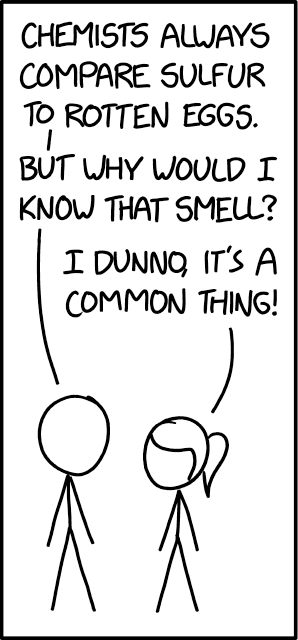 CHEMISTS ALWAYS
COMPARE SULFUR
TO ROTTEN EGGS.
BUT WHY WOULD I
KNOW THAT SMELL?
I DUNNO, IT'S A
COMMON THING!